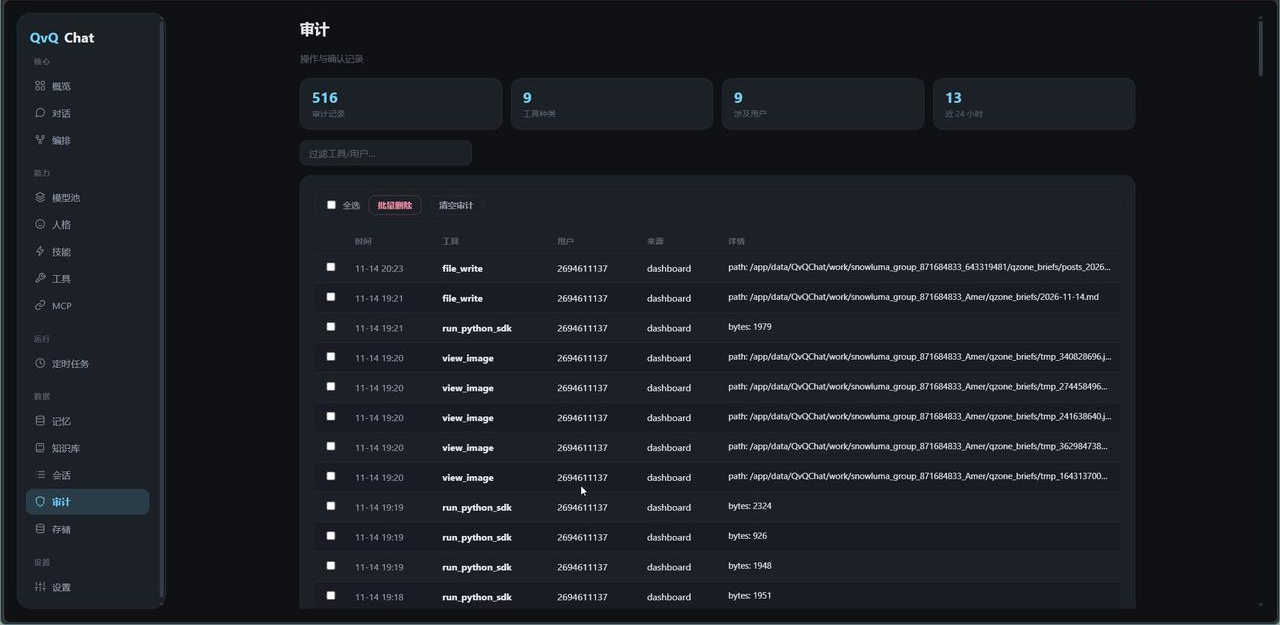 QvQ Chat
核心
概览
对话
编排
能力
模型池
人格
技能
工具
MCP
运行
定时任务
数据
记忆
知识库
会话
审计
存储
设置
设置
审计
操作与确认记录
516
审计记录
9
工具种类
9
涉及用户
13
近 24 小时
过滤工具/用户...
全选 批量删除 清空审计
时间 工具 用户 来源 详情
11-14 20:23 file_write 2694611137 dashboard path: /app/data/QvQChat/work/snowluma_group_871684833_643319481/qzone_briefs/posts_2026...
11-14 19:21 file_write 2694611137 dashboard path: /app/data/QvQChat/work/snowluma_group_871684833_Amer/qzone_briefs/2026-11-14.md
11-14 19:21 run_python_sdk 2694611137 dashboard bytes: 1979
11-14 19:20 view_image 2694611137 dashboard path: /app/data/QvQChat/work/snowluma_group_871684833_Amer/qzone_briefs/tmp_340828696.j...
11-14 19:20 view_image 2694611137 dashboard path: /app/data/QvQChat/work/snowluma_group_871684833_Amer/qzone_briefs/tmp_274458496...
11-14 19:20 view_image 2694611137 dashboard path: /app/data/QvQChat/work/snowluma_group_871684833_Amer/qzone_briefs/tmp_241638640.j...
11-14 19:20 view_image 2694611137 dashboard path: /app/data/QvQChat/work/snowluma_group_871684833_Amer/qzone_briefs/tmp_362984738...
11-14 19:20 view_image 2694611137 dashboard path: /app/data/QvQChat/work/snowluma_group_871684833_Amer/qzone_briefs/tmp_164313700...
11-14 19:19 run_python_sdk 2694611137 dashboard bytes: 2324
11-14 19:19 run_python_sdk 2694611137 dashboard bytes: 926
11-14 19:19 run_python_sdk 2694611137 dashboard bytes: 1948
11-14 19:18 run_python_sdk 2694611137 dashboard bytes: 1951